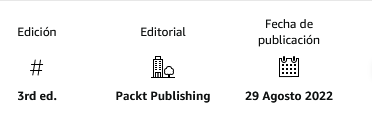 Edición
Editorial
Fecha de
publicación
#
3rd ed.
Packt Publishing
29 Agosto 2022